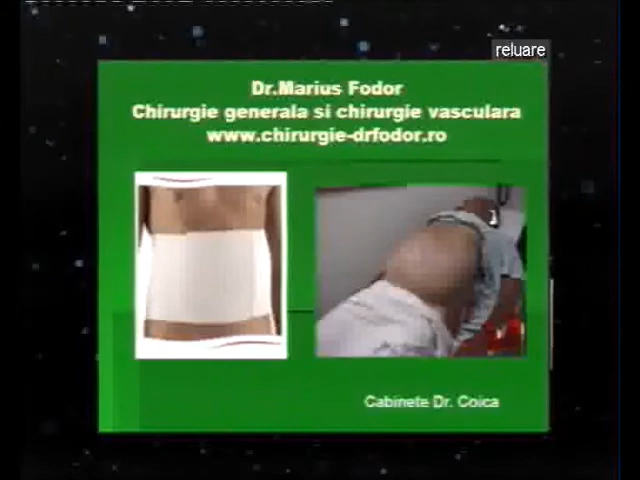 reluare
Dr.Marius Fodor
Chirurgie generala si chirurgie vasculara
www.chirurgie-drfodor.ro
Cabinete Dr. Coica